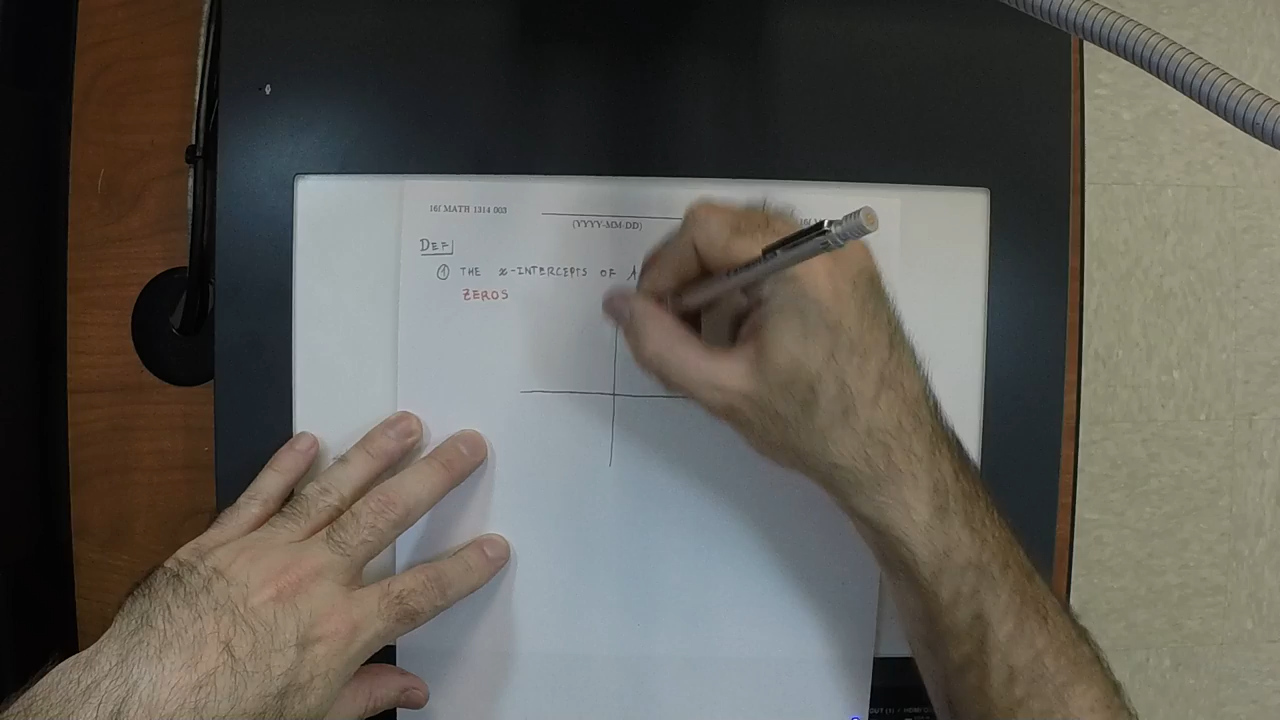 16f MATH 1314 003
(YYYY-MM-DD)
DEF
① THE x-INTERCEPTS OF A
ZEROS